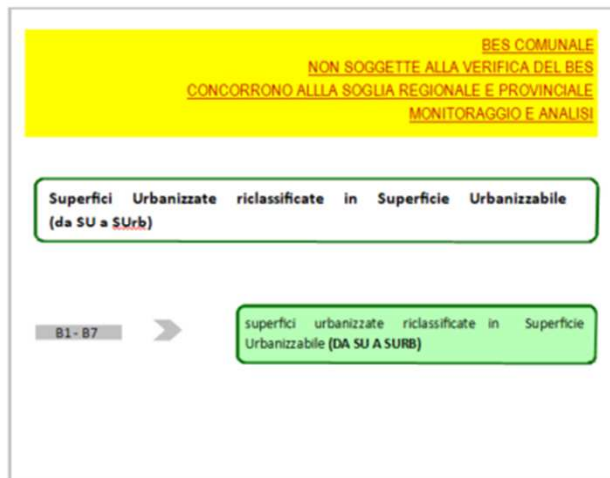 BES COMUNALE
NON SOGGETTE ALLA VERIFICA DEL BES
CONCORRONO ALLLA SOGLIA REGIONALE E PROVINCIALE
MONITORAGGIO E ANALISI
Superfici Urbanizzate riclassificate in Superficie Urbanizzabile
(da SU a SUrb)
B1- B7
superfici urbanizzate riclassificate in Superficie
Urbanizzabile (DA SU A SURB)